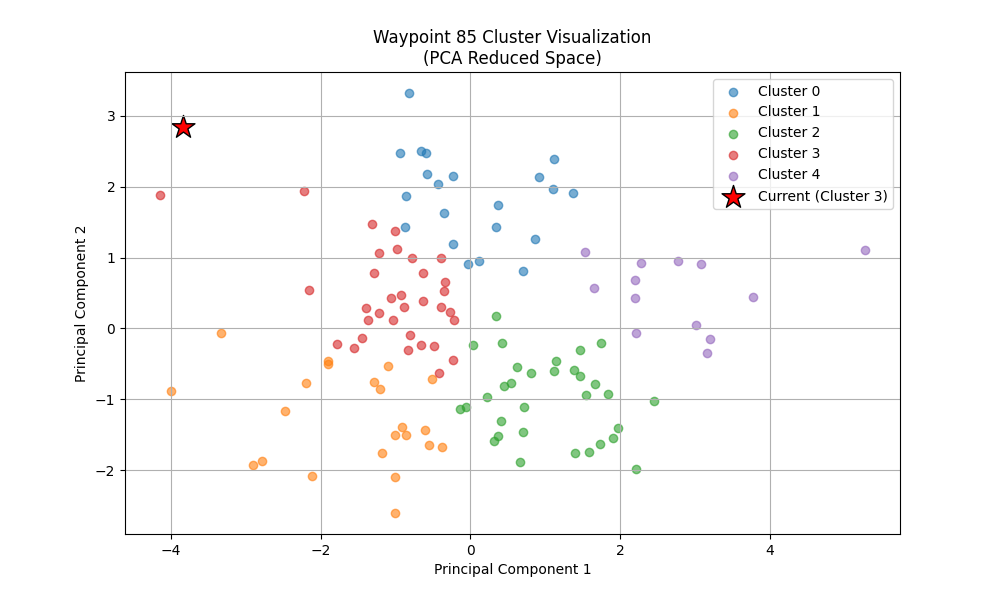 Waypoint 85 Cluster Visualization
(PCA Reduced Space)
Cluster 0
Cluster 1
Cluster 2
Cluster 3
Cluster 4
Current (Cluster 3)
Principal Component 2
3
2
1
0
−1
−2
−4
−2
0
2
4
Principal Component 1